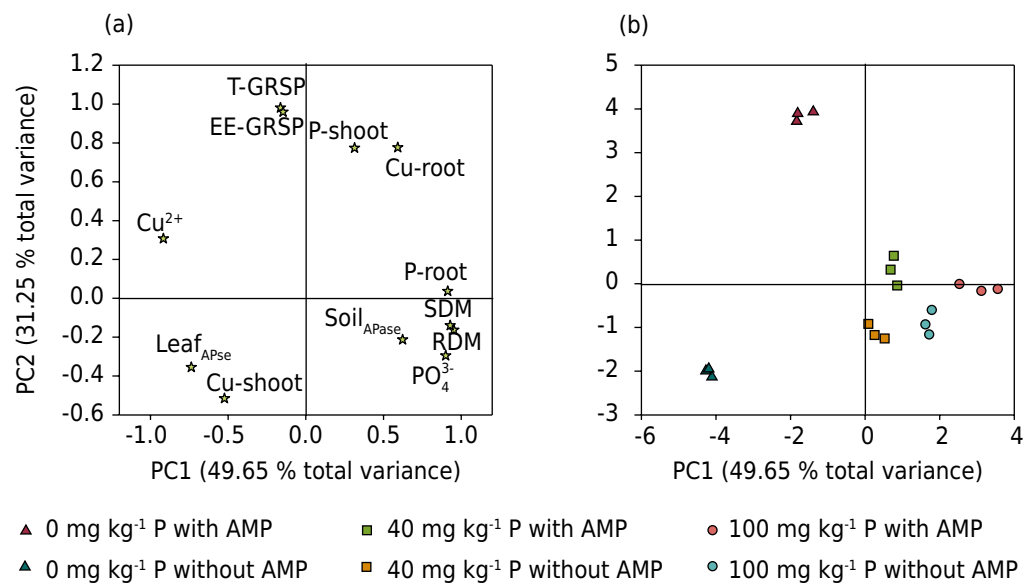 (a)
(b)
PC2 (31.25 % total variance)
1.2
1.0
0.8
0.6
0.4
0.2
0.0
-0.2
-0.4
-0.6
T-GRSP
EE-GRSP
P-shoot
Cu-root
Cu²⁺
P-root
SDM
Soil APase
RDM
Leaf APse
PO₄³⁻
Cu-shoot
-1.0 -0.5 0.0 0.5 1.0
PC1 (49.65 % total variance)
5
4
3
2
1
0
-1
-2
-3
-6 -4 -2 0 2 4
PC1 (49.65 % total variance)
0 mg kg⁻¹ P with AMP
40 mg kg⁻¹ P with AMP
100 mg kg⁻¹ P with AMP
0 mg kg⁻¹ P without AMP
40 mg kg⁻¹ P without AMP
100 mg kg⁻¹ P without AMP